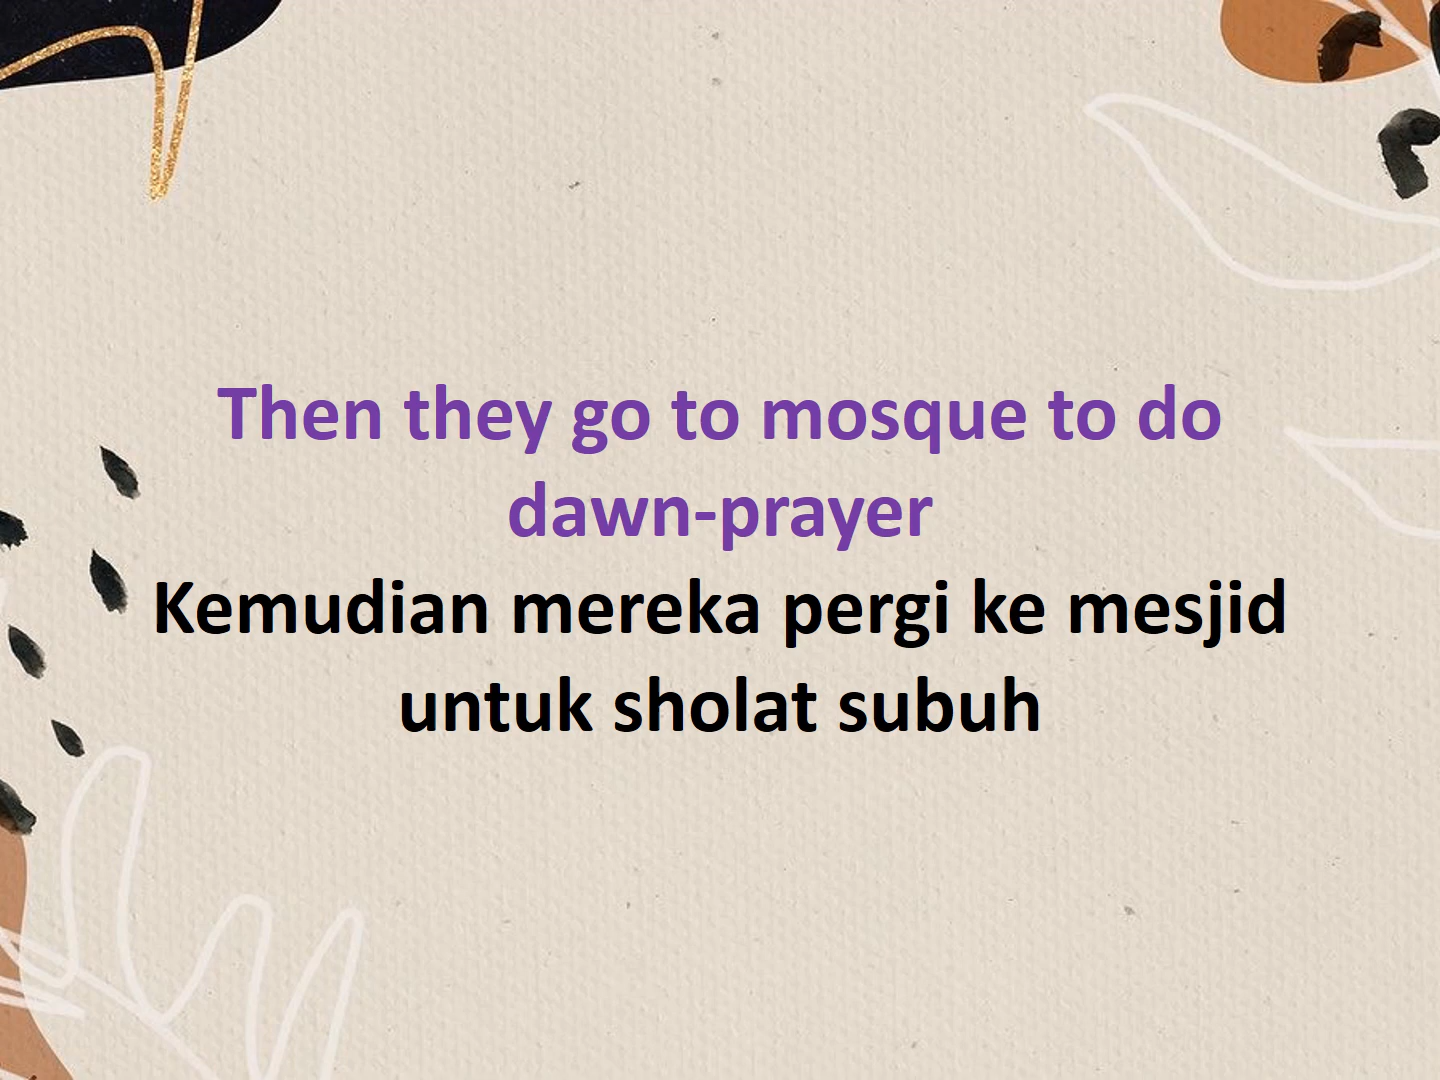 Then they go to mosque to do
dawn-prayer
Kemudian mereka pergi ke mesjid
untuk sholat subuh